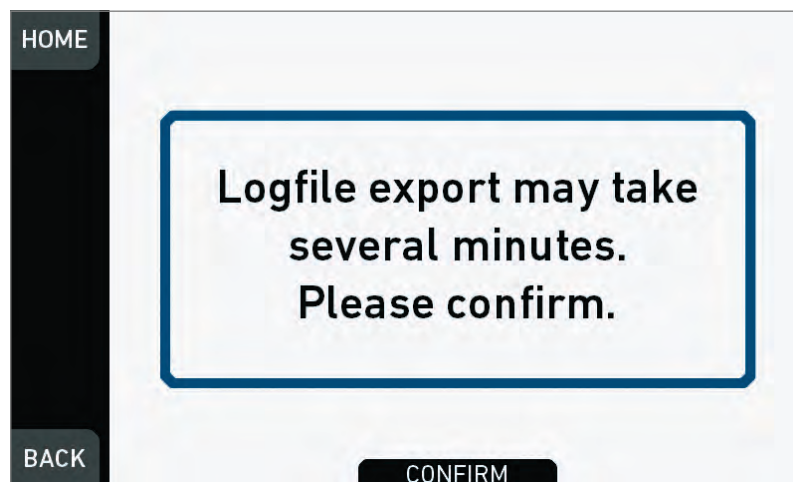 HOME
Logfile export may take
several minutes.
Please confirm.
BACK
CONFIRM